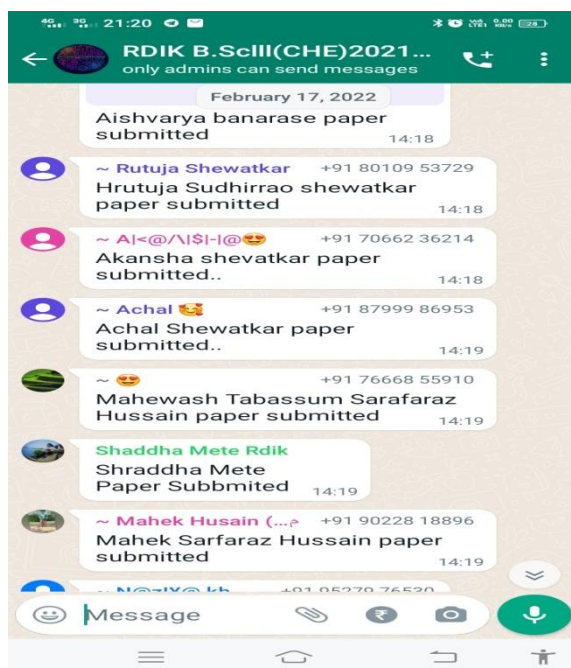 4G 3G 21:20
RDIK B.ScIII(CHE)2021...
only admins can send messages
February 17, 2022
Aishvarya banarase paper
submitted
14:18
~ Rutuja Shewatkar +91 80109 53729
Hrutuja Sudhirrao shewatkar
paper submitted
14:18
~ A|<@/\|$|-|@😍 +91 70662 36214
Akansha shevatkar paper
submitted..
14:18
~ Achal 🥰 +91 87999 86953
Achal Shewatkar paper
submitted..
14:19
~ 😍 +91 76668 55910
Mahewash Tabassum Sarafaraz
Hussain paper submitted
14:19
Shaddha Mete Rdik
Shraddha Mete
Paper Subbmited
14:19
~ Mahek Husain (...م +91 90228 18896
Mahek Sarfaraz Hussain paper
submitted
14:19
Message